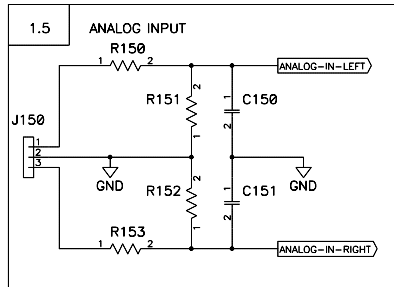 1.5
ANALOG INPUT
R150
1 2
ANALOG-IN-LEFT
2
R151
1
1
C150
2
J150
1
2
3
GND
GND
2
R152
1
1
C151
2
R153
1 2
ANALOG-IN-RIGHT